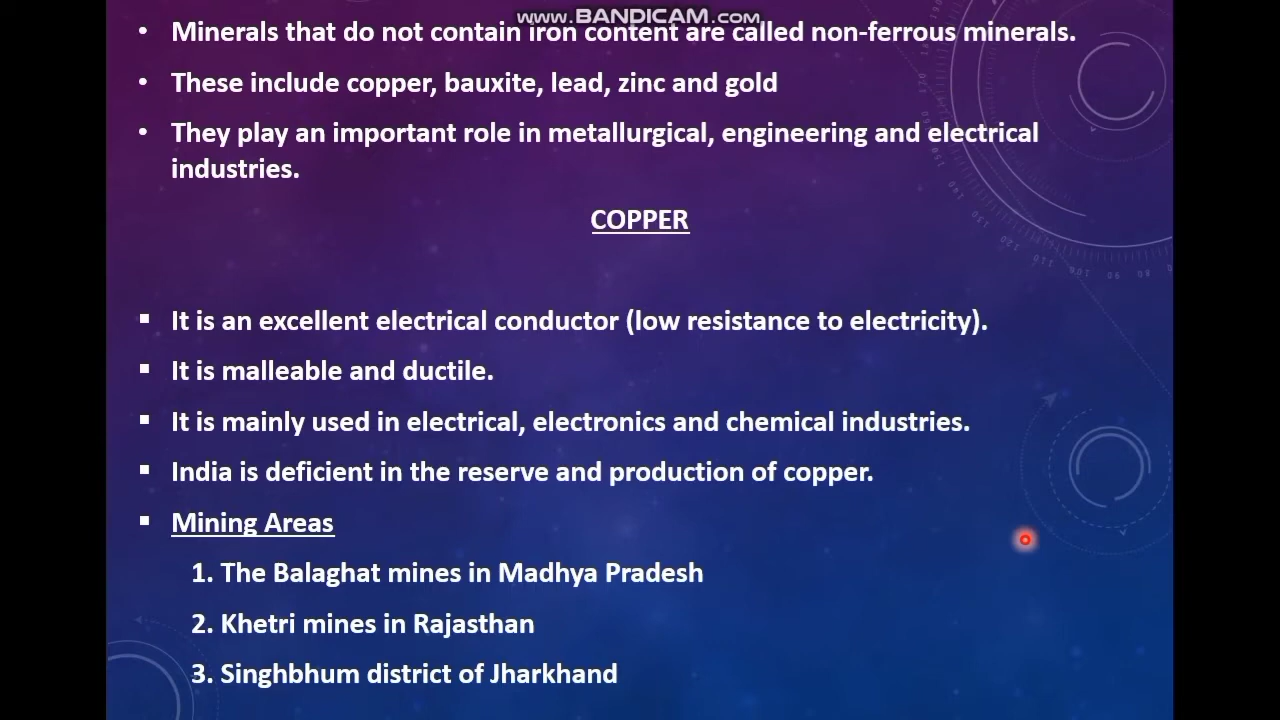 www.BANDICAM.com
• Minerals that do not contain iron content are called non-ferrous minerals.
• These include copper, bauxite, lead, zinc and gold
• They play an important role in metallurgical, engineering and electrical
industries.
COPPER
▪ It is an excellent electrical conductor (low resistance to electricity).
▪ It is malleable and ductile.
▪ It is mainly used in electrical, electronics and chemical industries.
▪ India is deficient in the reserve and production of copper.
▪ Mining Areas
1. The Balaghat mines in Madhya Pradesh
2. Khetri mines in Rajasthan
3. Singhbhum district of Jharkhand